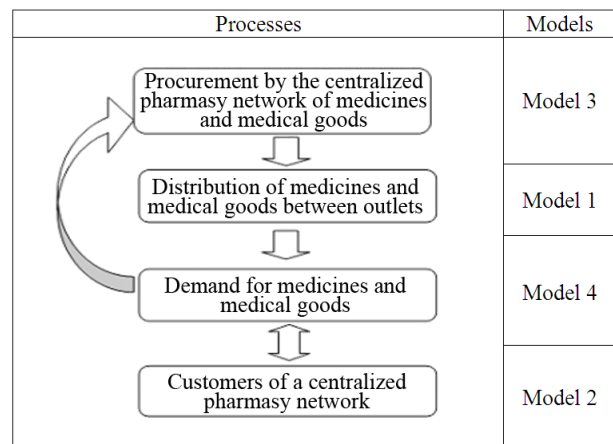 Processes
Models
Procurement by the centralized
pharmasy network of medicines
and medical goods
Model 3
Distribution of medicines and
medical goods between outlets
Model 1
Demand for medicines and
medical goods
Model 4
Customers of a centralized
pharmasy network
Model 2